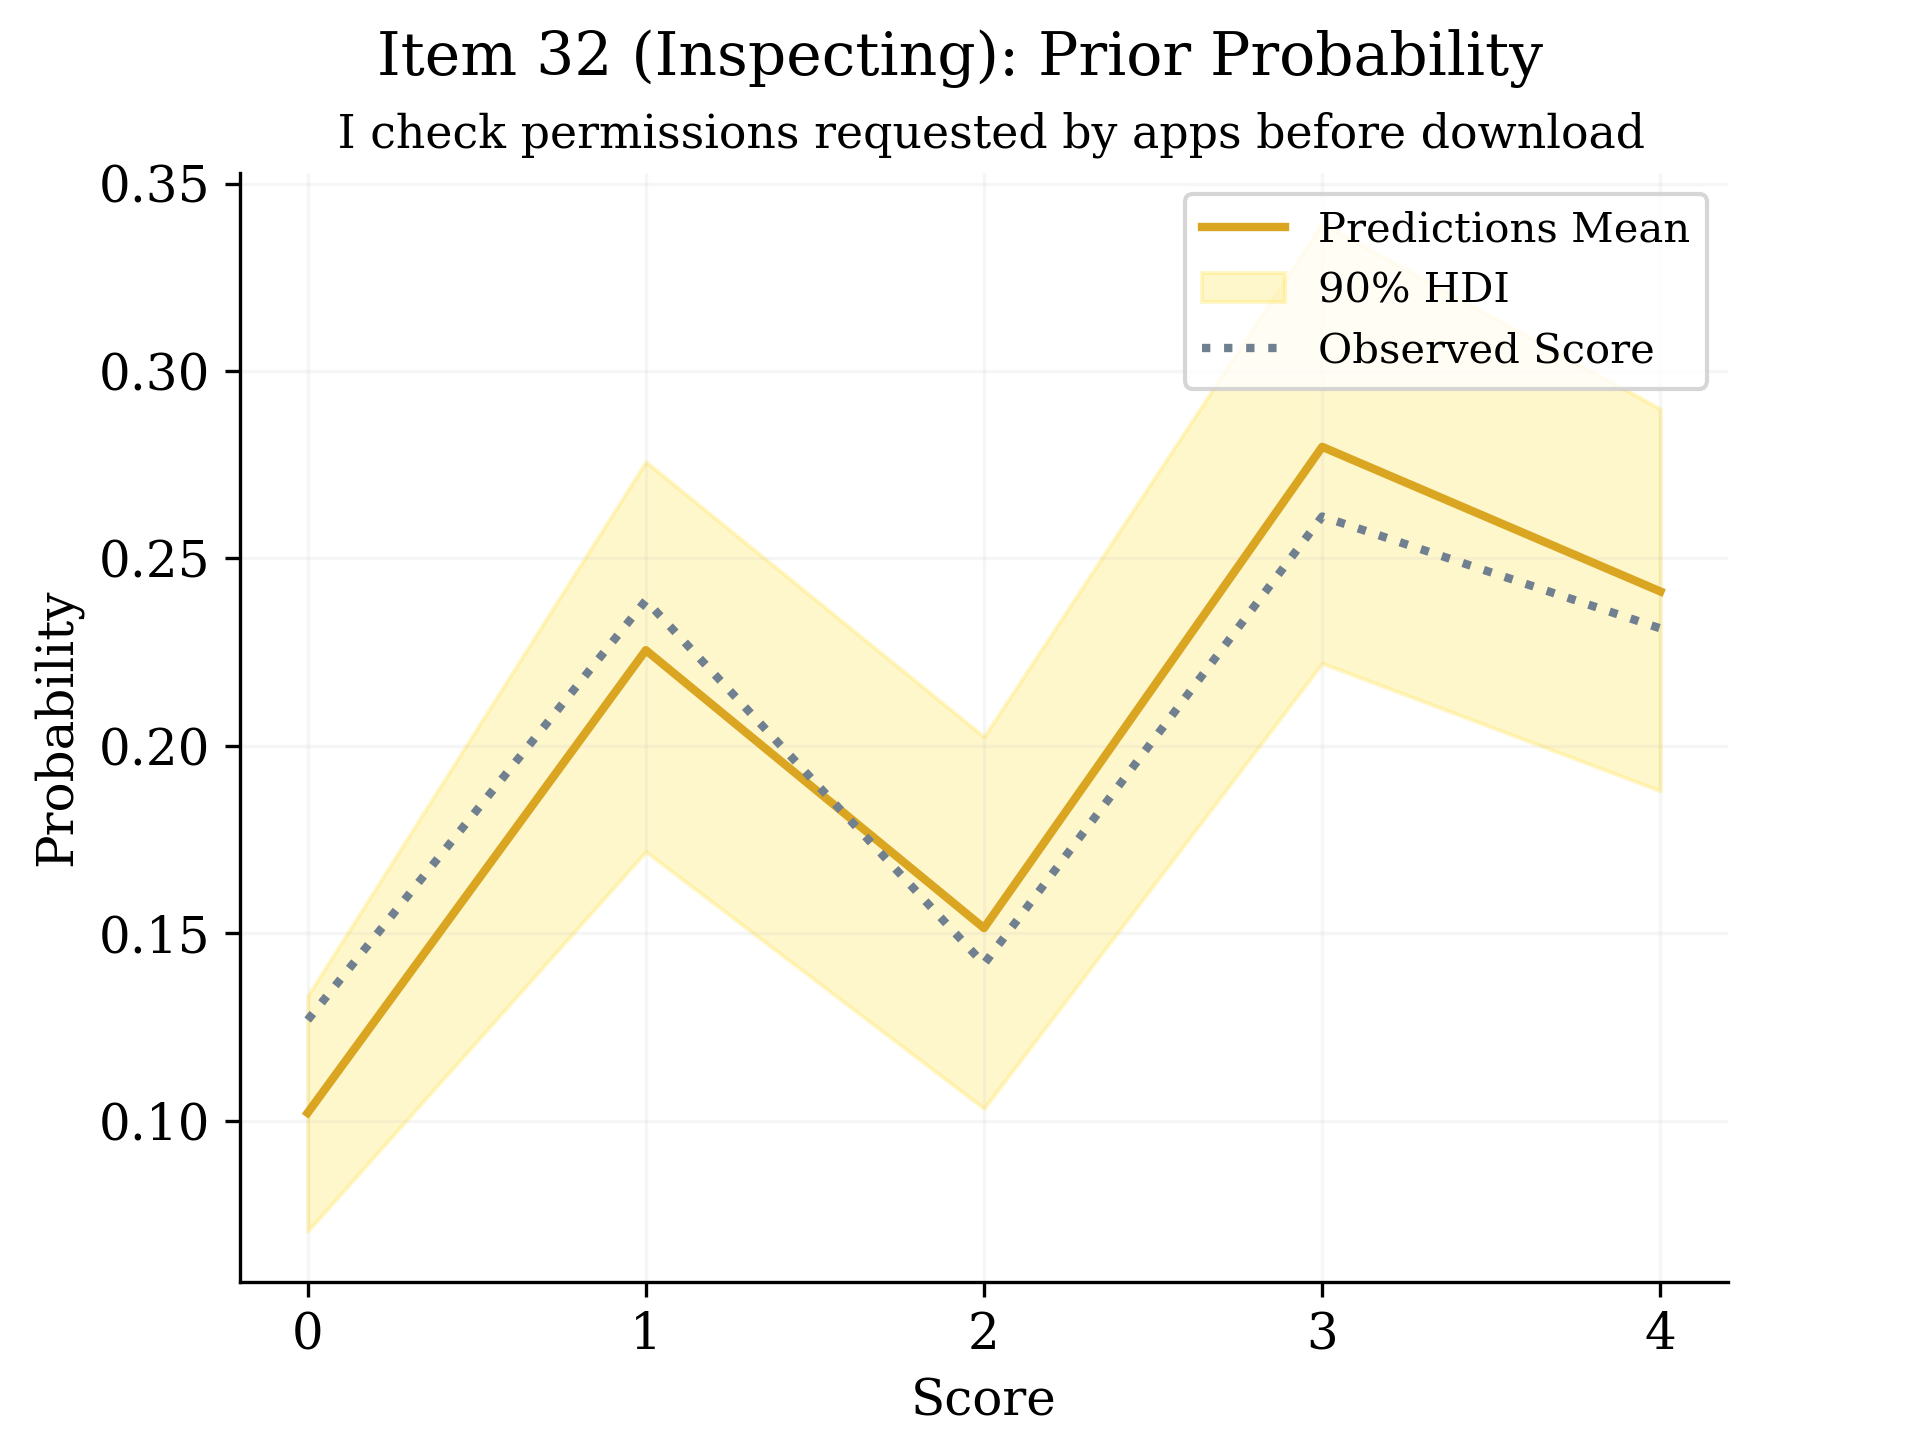 Item 32 (Inspecting): Prior Probability
I check permissions requested by apps before download
0.35
0.30
0.25
0.20
0.15
0.10
Probability
Predictions Mean
90% HDI
Observed Score
0 1 2 3 4
Score